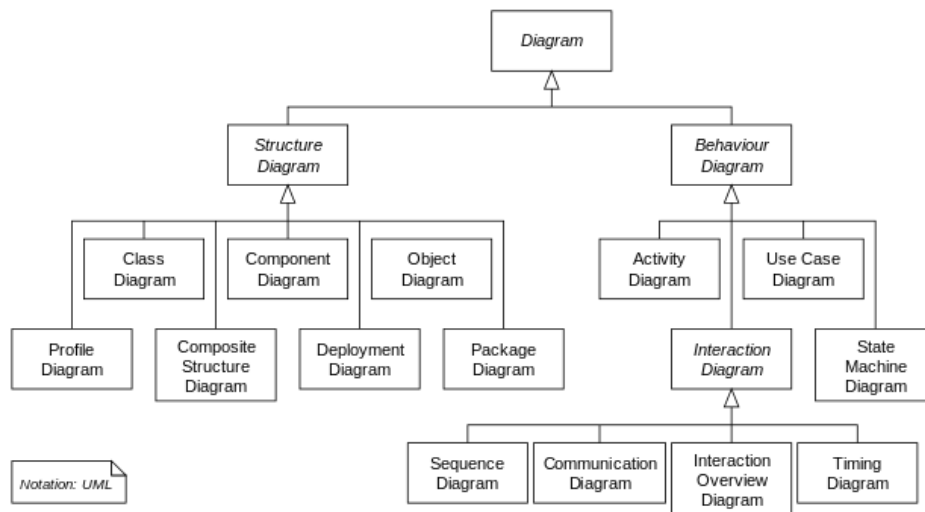 Diagram
Structure
Diagram
Behaviour
Diagram
Class
Diagram
Component
Diagram
Object
Diagram
Activity
Diagram
Use Case
Diagram
Profile
Diagram
Composite
Structure
Diagram
Deployment
Diagram
Package
Diagram
Interaction
Diagram
State
Machine
Diagram
Sequence
Diagram
Communication
Diagram
Interaction
Overview
Diagram
Timing
Diagram
Notation: UML